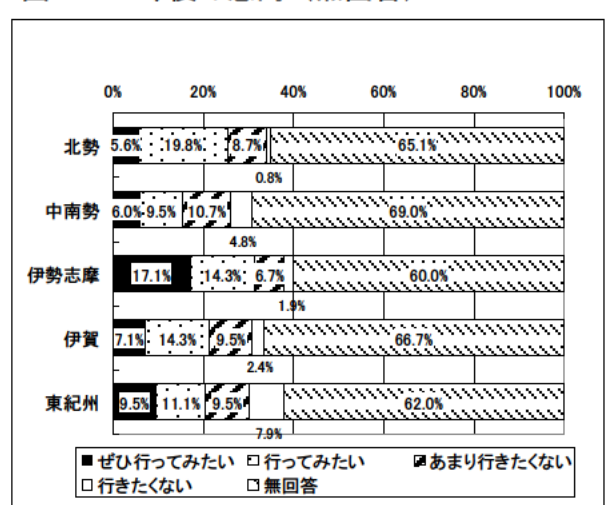 0% 20% 40% 60% 80% 100%
北勢 5.6% 19.8% 8.7% 65.1%
0.8%
中南勢 6.0% 9.5% 10.7% 69.0%
4.8%
伊勢志摩 17.1% 14.3% 6.7% 60.0%
1.9%
伊賀 7.1% 14.3% 9.5% 66.7%
2.4%
東紀州 9.5% 11.1% 9.5% 62.0%
7.9%
ぜひ行ってみたい 行ってみたい あまり行きたくない
行きたくない 無回答